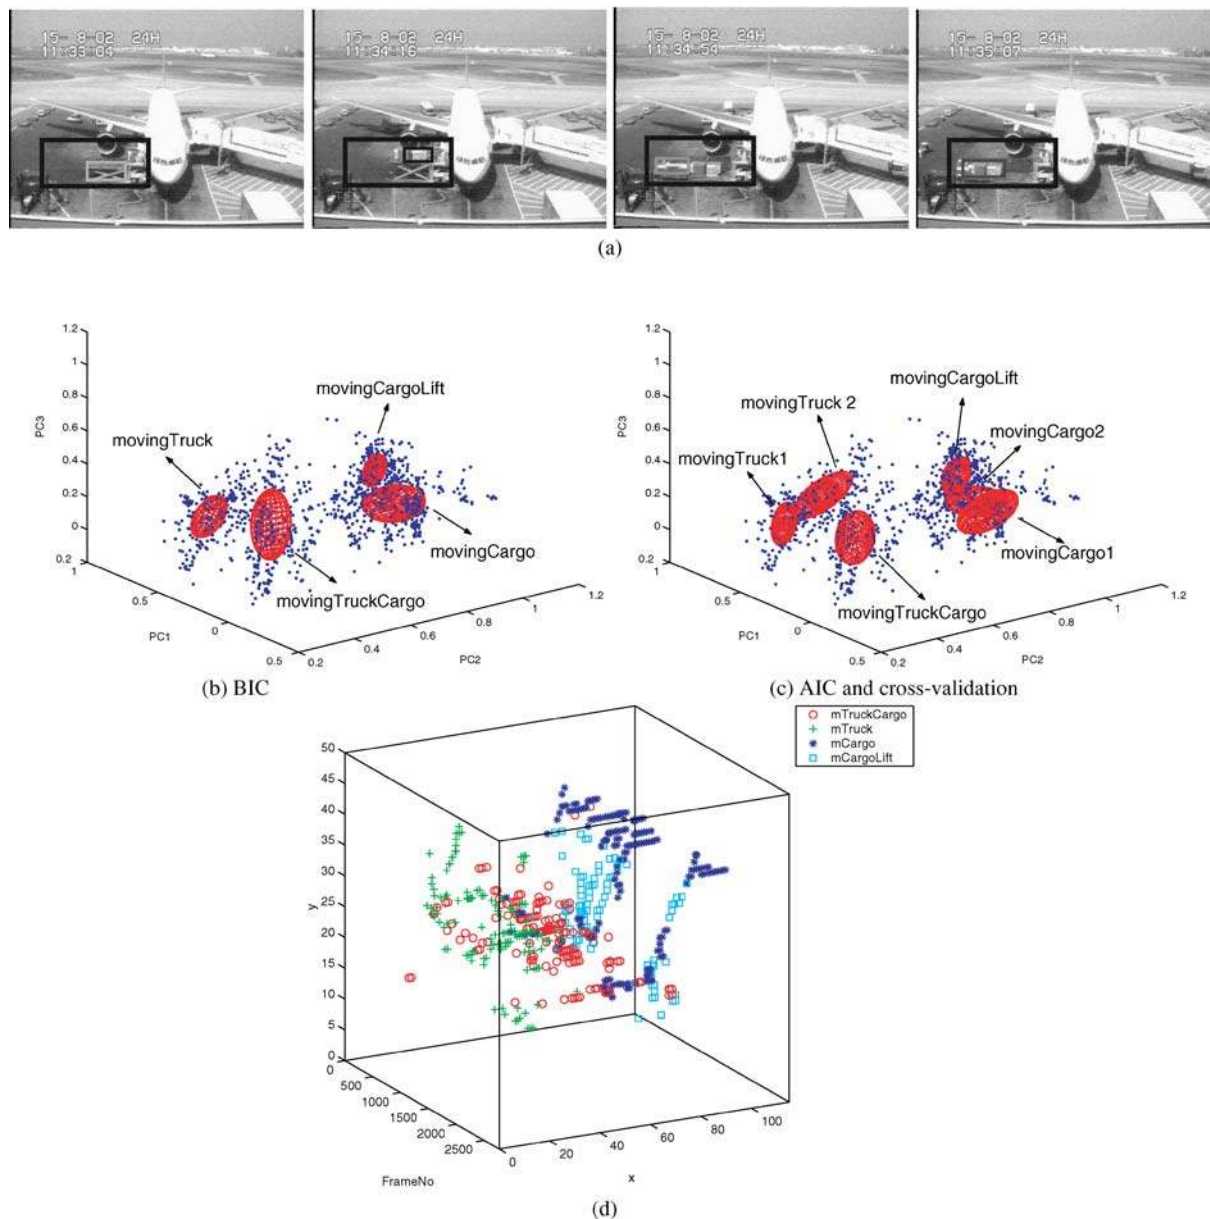 15- 8-02 24H
11:33:04
15- 8-02 24H
11:34:16
15- 8-02 24H
11:34:54
15- 8-02 24H
11:35:07
(a)
1.2
1
0.8
0.6
0.4
0.2
0
0.2
PC3
1
0.5
0
0.5
PC1
0.2
0.4
0.6
0.8
1
1.2
PC2
movingCargoLift
movingTruck
movingCargo
movingTruckCargo
(b) BIC
1.2
1
0.8
0.6
0.4
0.2
0
0.2
PC3
1
0.5
0
0.5
PC1
0.2
0.4
0.6
0.8
1
1.2
PC2
movingCargoLift
movingTruck 2
movingCargo2
movingTruck1
movingCargo1
movingTruckCargo
(c) AIC and cross-validation
mTruckCargo
mTruck
mCargo
mCargoLift
50
45
40
35
30
25
20
15
10
5
0
y
0
500
1000
1500
2000
2500
FrameNo
0
20
40
60
80
100
x
(d)